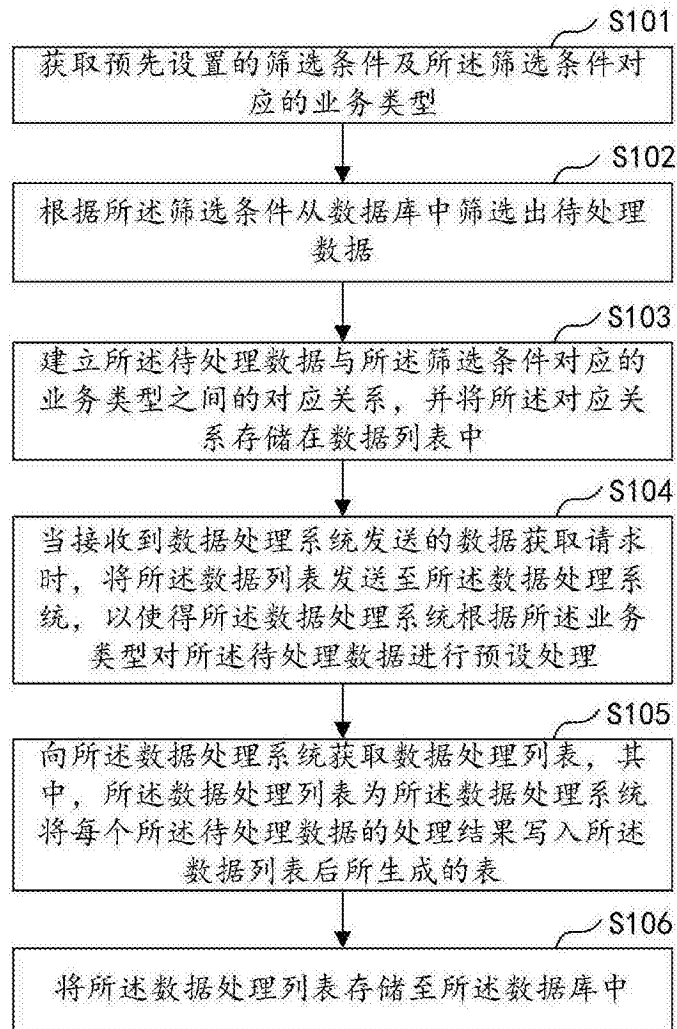 S101
获取预先设置的筛选条件及所述筛选条件对
应的业务类型
S102
根据所述筛选条件从数据库中筛选出待处理
数据
S103
建立所述待处理数据与所述筛选条件对应的
业务类型之间的对应关系，并将所述对应关
系存储在数据列表中
S104
当接收到数据处理系统发送的数据获取请求
时，将所述数据列表发送至所述数据处理系
统，以使得所述数据处理系统根据所述业务
类型对所述待处理数据进行预设处理
S105
向所述数据处理系统获取数据处理列表，其
中，所述数据处理列表为所述数据处理系统
将每个所述待处理数据的处理结果写入所述
数据列表后所生成的表
S106
将所述数据处理列表存储至所述数据库中